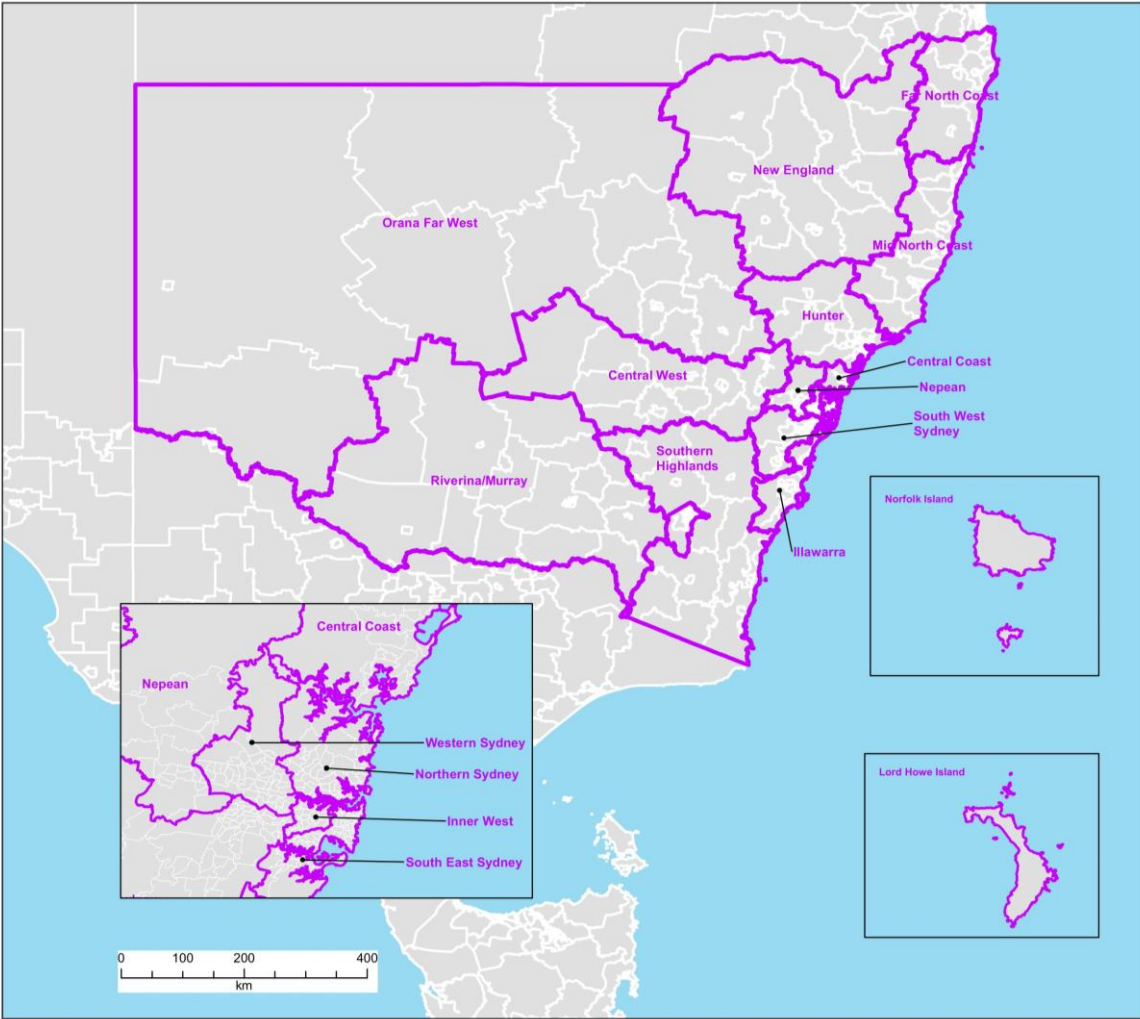 Far North Coast
New England
Orana Far West
Mid North Coast
Hunter
Central Coast
Central West
Nepean
South West
Sydney
Southern
Highlands
Riverina/Murray
Illawarra
Norfolk Island
Central Coast
Nepean
Western Sydney
Northern Sydney
Inner West
South East Sydney
Lord Howe Island
0 100 200 400
km